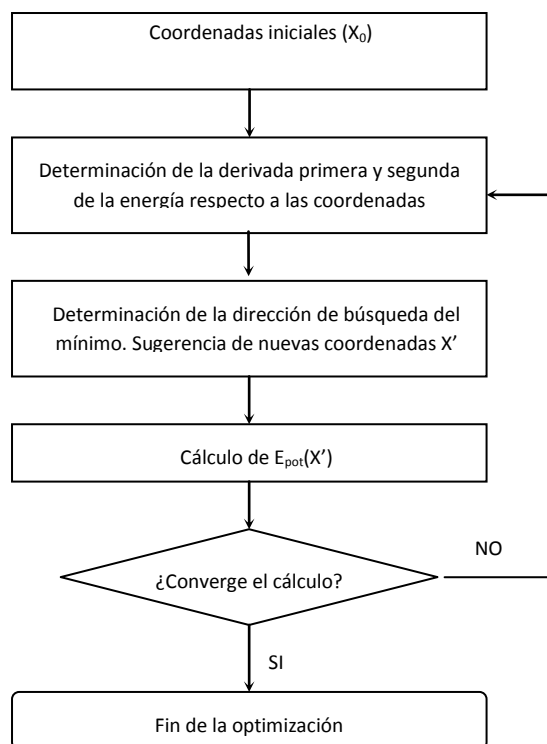 Coordenadas iniciales (X₀)
Determinación de la derivada primera y segunda
de la energía respecto a las coordenadas
Determinación de la dirección de búsqueda del
mínimo. Sugerencia de nuevas coordenadas X’
Cálculo de Eₚₒₜ(X’)
¿Converge el cálculo?
NO
SI
Fin de la optimización